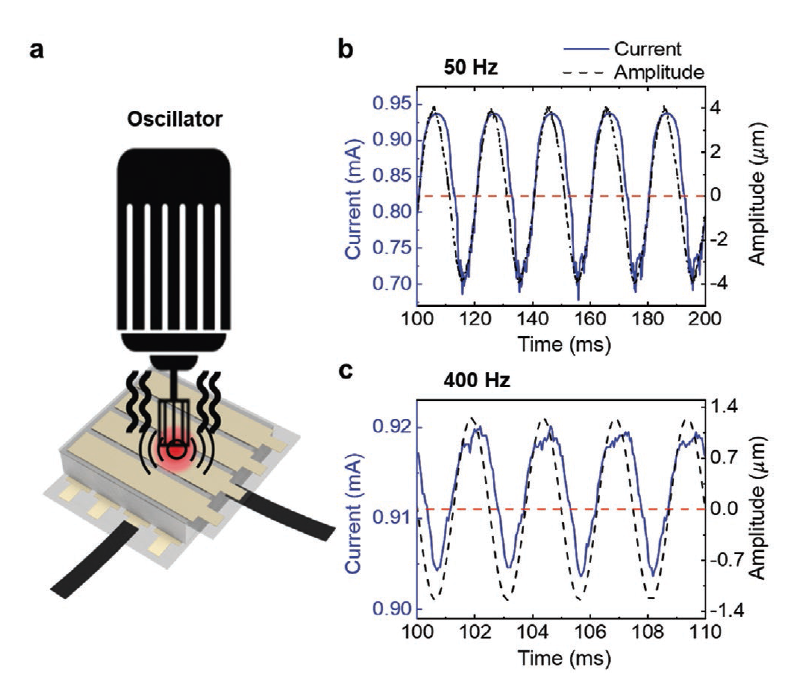 a
Oscillator
b
50 Hz
Current
Amplitude
0.95
0.90
0.85
0.80
0.75
0.70
Current (mA)
4
2
0
-2
-4
Amplitude (μm)
100 120 140 160 180 200
Time (ms)
c
400 Hz
0.92
0.91
0.90
Current (mA)
1.4
0.7
0.0
-0.7
-1.4
Amplitude (μm)
100 102 104 106 108 110
Time (ms)